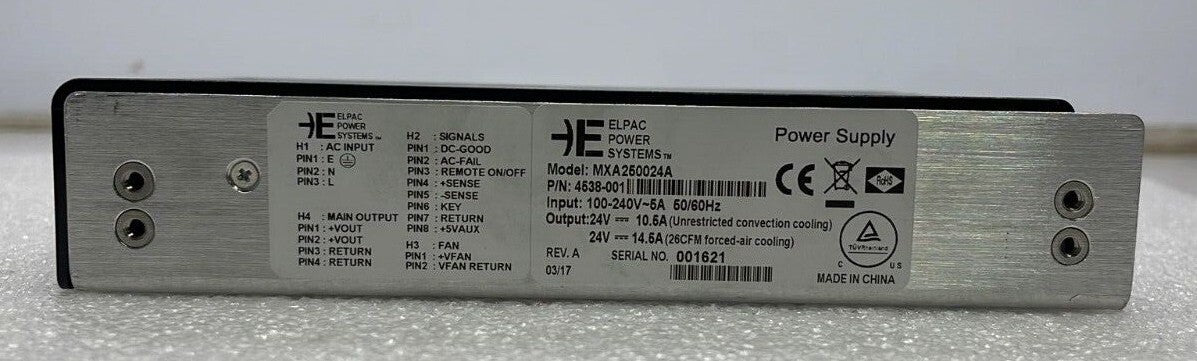 ELPAC
POWER
SYSTEMS™
H1 : AC INPUT
PIN1 : E
PIN2 : N
PIN3 : L
H4 : MAIN OUTPUT
PIN1 : +VOUT
PIN2 : +VOUT
PIN3 : RETURN
PIN4 : RETURN
H2 : SIGNALS
PIN1 : DC-GOOD
PIN2 : AC-FAIL
PIN3 : REMOTE ON/OFF
PIN4 : +SENSE
PIN5 : -SENSE
PIN6 : KEY
PIN7 : RETURN
PIN8 : +5VAUX
H3 : FAN
PIN1 : +VFAN
PIN2 : VFAN RETURN
ELPAC
POWER
SYSTEMS™
Power Supply
Model: MXA250024A
P/N: 4538-001
Input: 100-240V~5A 50/60Hz
Output: 24V 10.5A (Unrestricted convection cooling)
24V 14.5A (26CFM forced-air cooling)
REV. A SERIAL NO. 001621
03/17
CE
RoHS
TÜVRheinland
C US
MADE IN CHINA